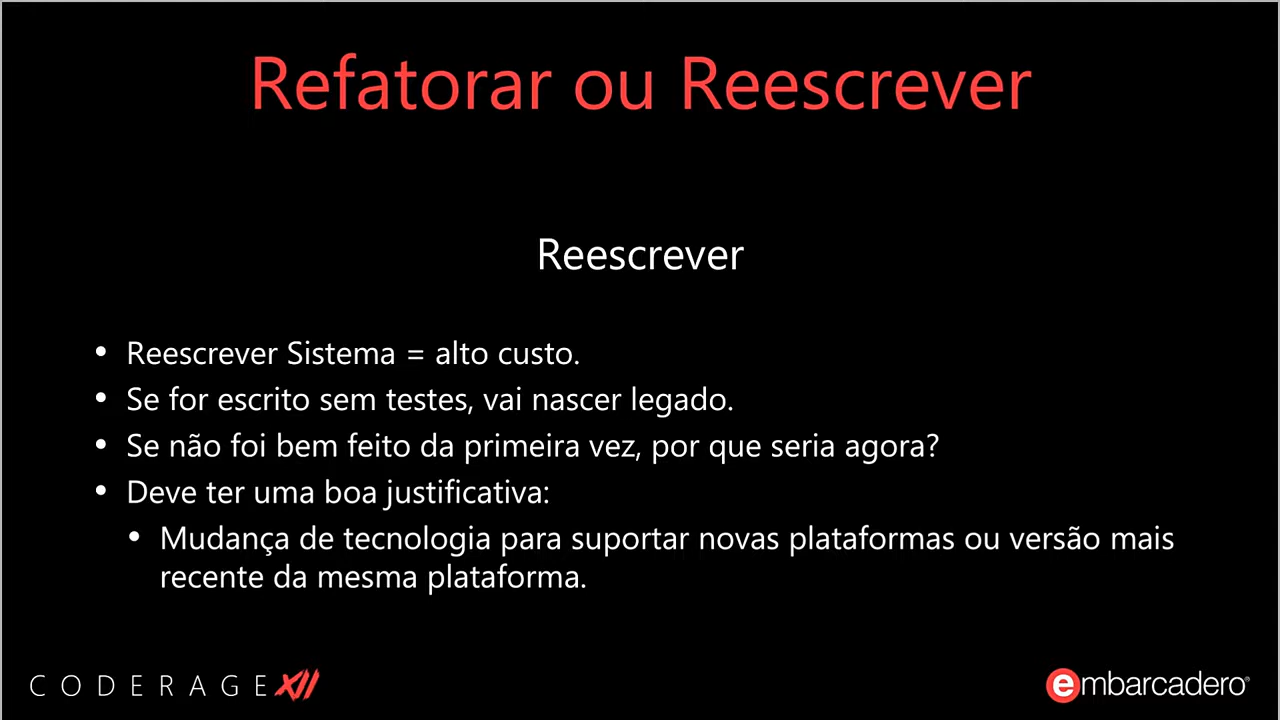 Refatorar ou Reescrever
Reescrever
• Reescrever Sistema = alto custo.
• Se for escrito sem testes, vai nascer legado.
• Se não foi bem feito da primeira vez, por que seria agora?
• Deve ter uma boa justificativa:
• Mudança de tecnologia para suportar novas plataformas ou versão mais
recente da mesma plataforma.
CODERAGE XII
embarcadero®